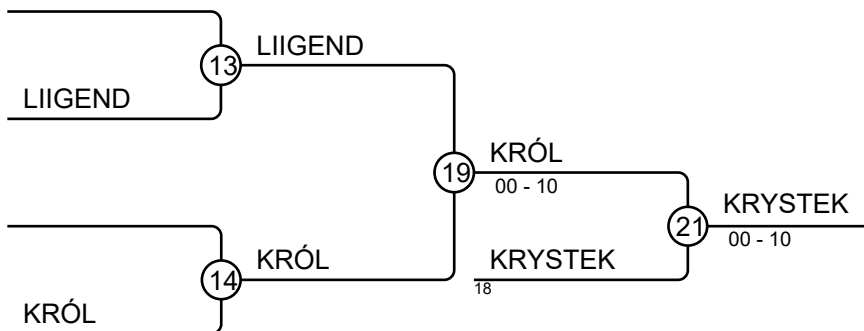 LIIGEND
13
LIIGEND
KRÓL
19
00 - 10
KRYSTEK
21
00 - 10
KRYSTEK
18
KRÓL
14
KRÓL